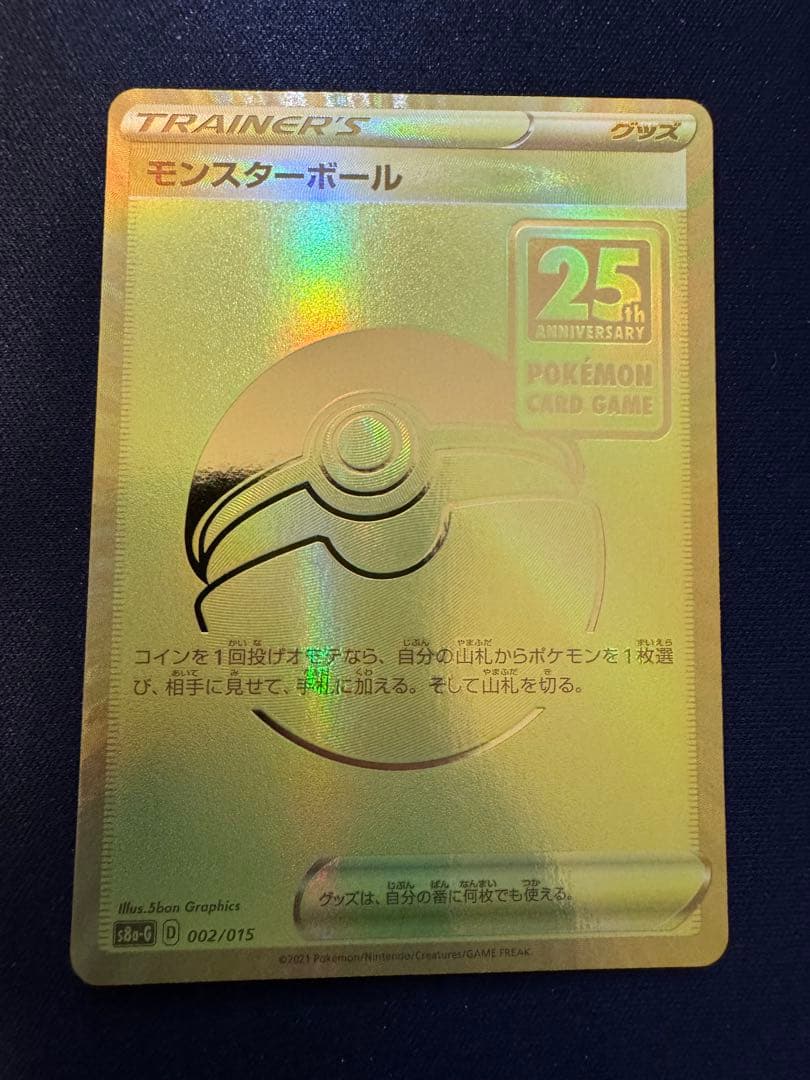 TRAINER'S グッズ
モンスターボール
25th
ANNIVERSARY
POKÉMON
CARD GAME
コインを1回投げオモテなら、自分の山札からポケモンを1枚選
び、相手に見せて、手札に加える。そして山札を切る。
グッズは、自分の番に何枚でも使える。
Illus.5ban Graphics
s8a-G D 002/015
©2021 Pokémon/Nintendo/Creatures/GAME FREAK.